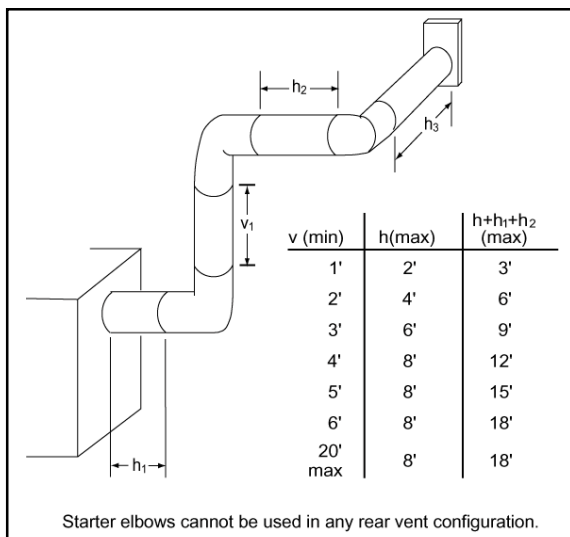 h₂
h₃
v₁
h₁
v (min) h(max) h+h₁+h₂ (max)
1' 2' 3'
2' 4' 6'
3' 6' 9'
4' 8' 12'
5' 8' 15'
6' 8' 18'
20' max 8' 18'
Starter elbows cannot be used in any rear vent configuration.